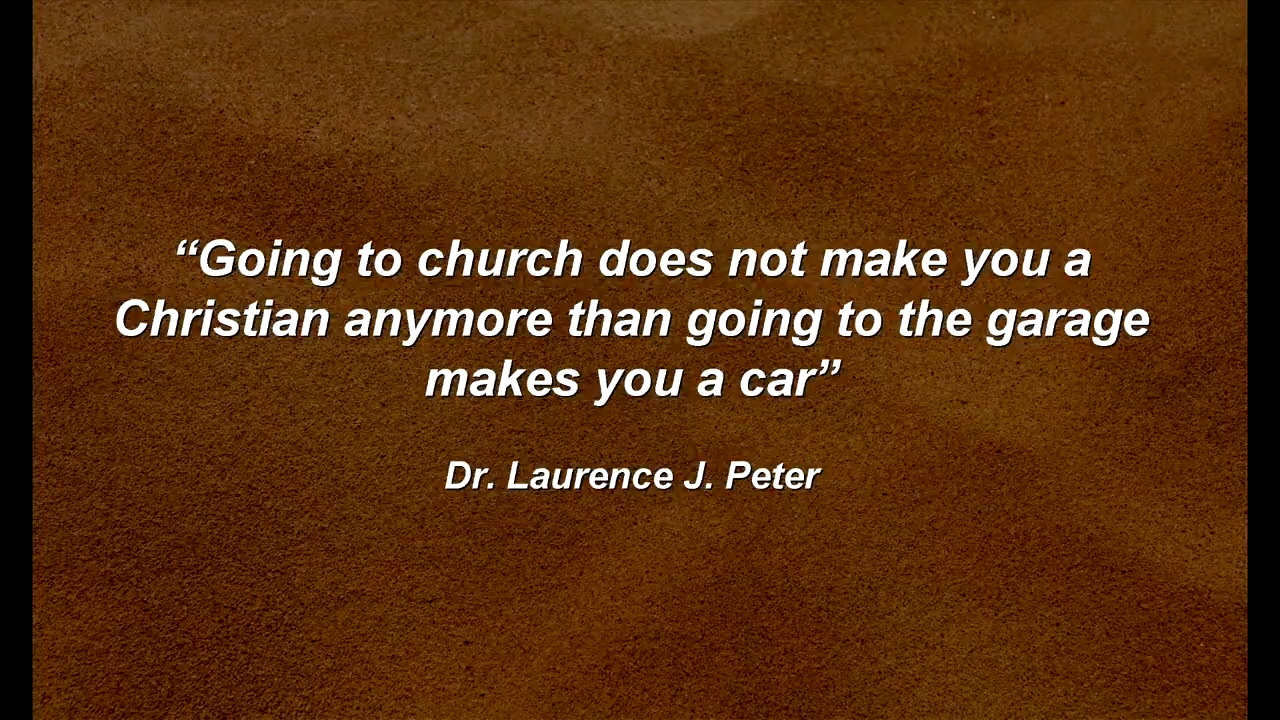 “Going to church does not make you a
Christian anymore than going to the garage
makes you a car”
Dr. Laurence J. Peter